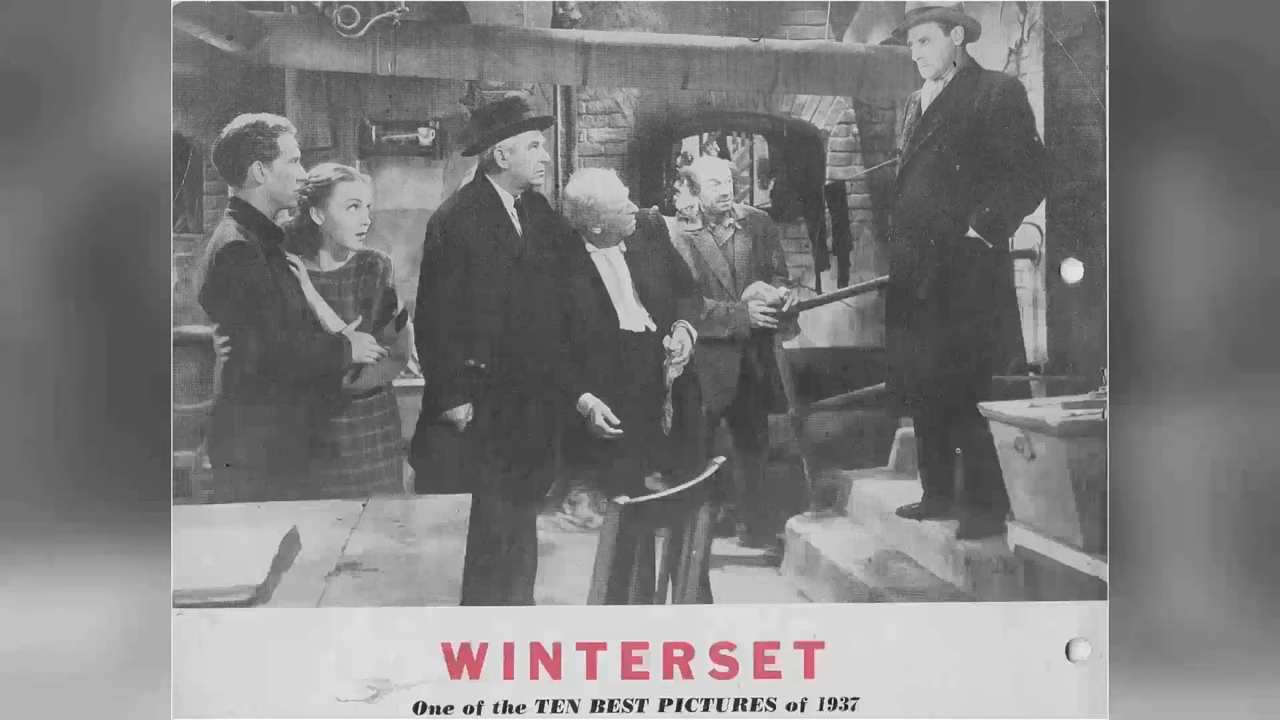 WINTERSET
One of the TEN BEST PICTURES of 1937